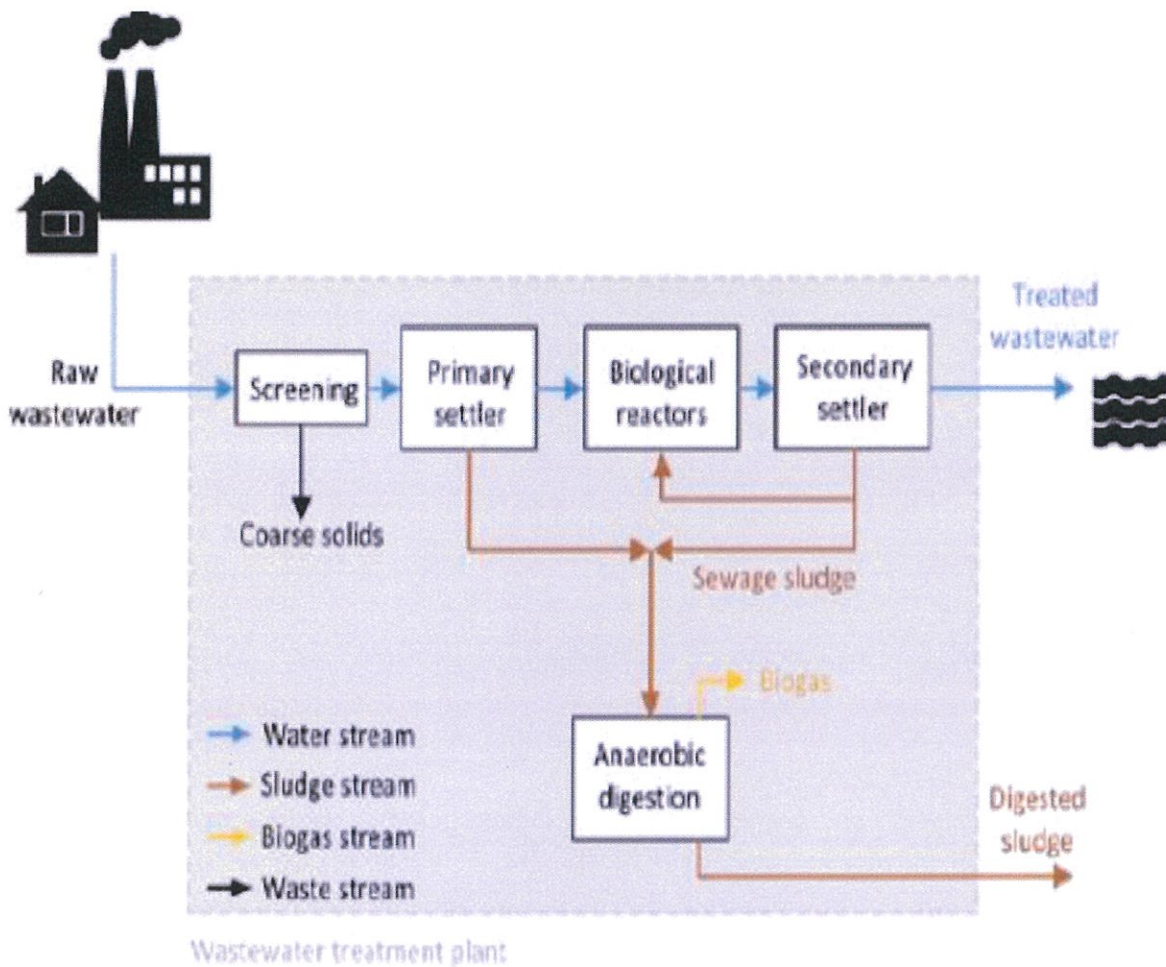 Raw
wastewater
Screening
Primary
settler
Biological
reactors
Secondary
settler
Treated
wastewater
Coarse solids
Sewage sludge
Biogas
Anaerobic
digestion
Digested
sludge
Water stream
Sludge stream
Biogas stream
Waste stream
Wastewater treatment plant